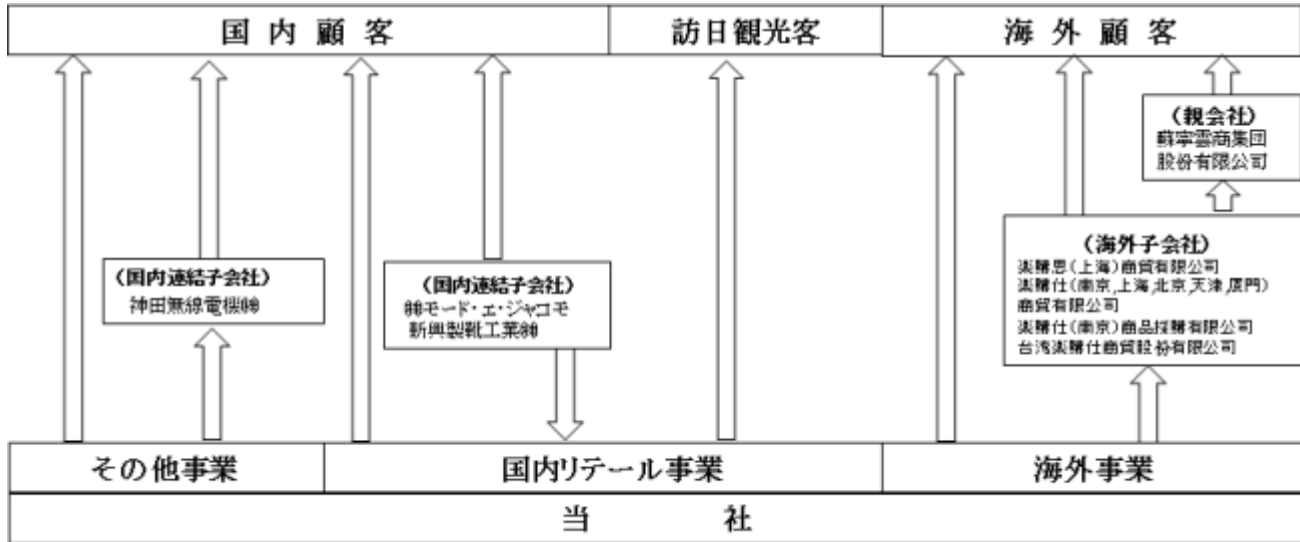 国内顧客
訪日観光客
海外顧客
(親会社)
蘇寧雲商集団
股份有限公司
(国内連結子会社)
神田無線電機㈱
(国内連結子会社)
㈱モード・エ・ジャコモ
新興製靴工業㈱
(海外子会社)
楽購思(上海)商貿有限公司
楽購仕(南京,上海,北京,天津,厦門)
商貿有限公司
楽購仕(南京)商品採購有限公司
台湾楽購仕商貿股份有限公司
その他事業
国内リテール事業
海外事業
当社